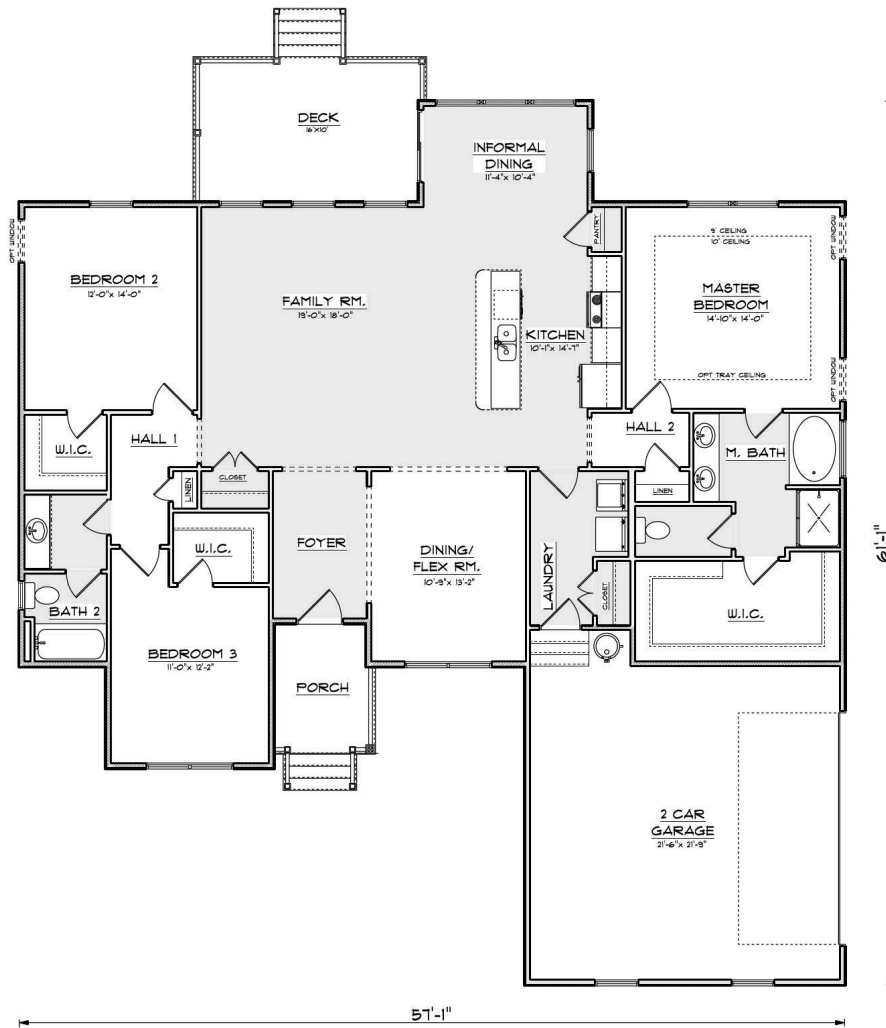 DECK
16'x10'
INFORMAL
DINING
11'-4"x 10'-4"
OPT WINDOW
BEDROOM 2
12'-0"x 14'-0"
FAMILY RM.
19'-0"x 18'-0"
PANTRY
KITCHEN
10'-1"x 14'-7"
9' CEILING
10' CEILING
MASTER
BEDROOM
14'-10"x 14'-0"
OPT TRAY CEILING
OPT WINDOW
OPT WINDOW
W.I.C.
HALL 1
LINEN
CLOSET
HALL 2
LINEN
M. BATH
W.I.C.
FOYER
DINING/
FLEX RM.
10'-9"x 13'-2"
LAUNDRY
CLOSET
W.I.C.
BATH 2
BEDROOM 3
11'-0"x 12'-2"
PORCH
2 CAR
GARAGE
21'-6"x 21'-9"
61'-1"
57'-1"